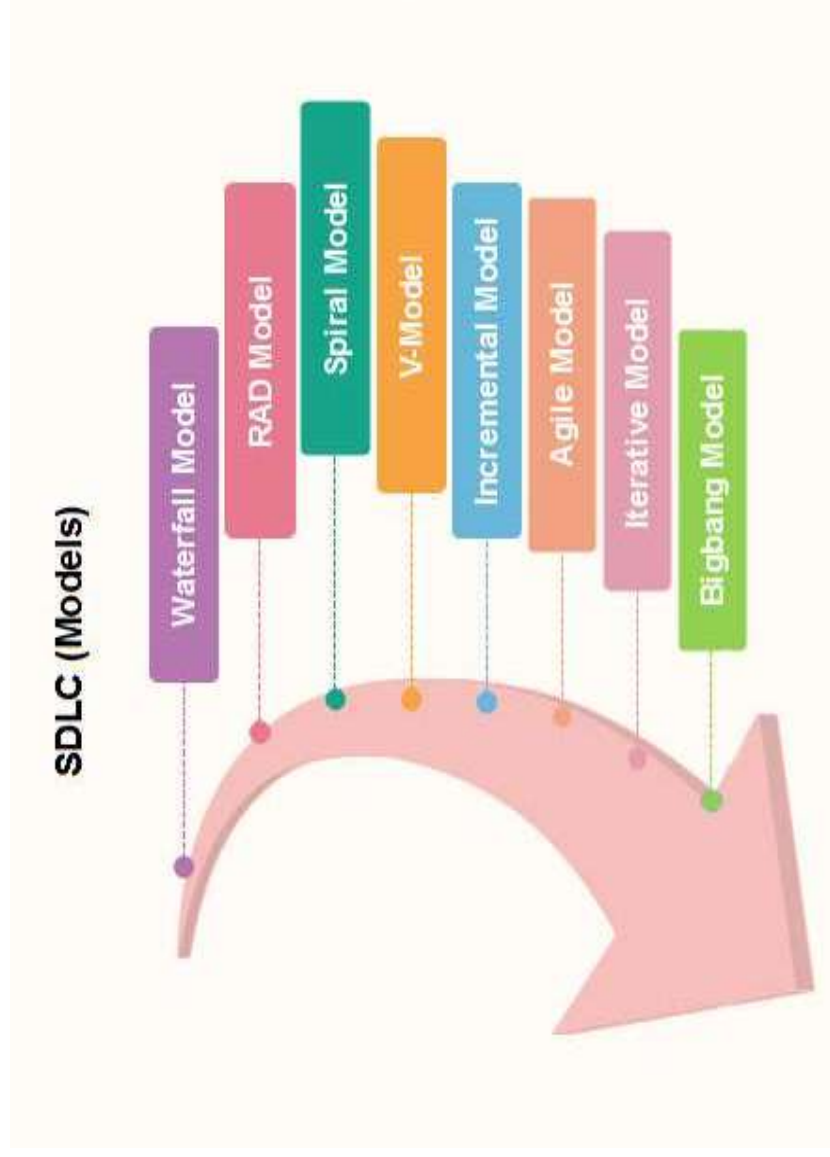 SDLC (Models)
Waterfall Model
RAD Model
Spiral Model
V-Model
Incremental Model
Agile Model
Iterative Model
Bigbang Model